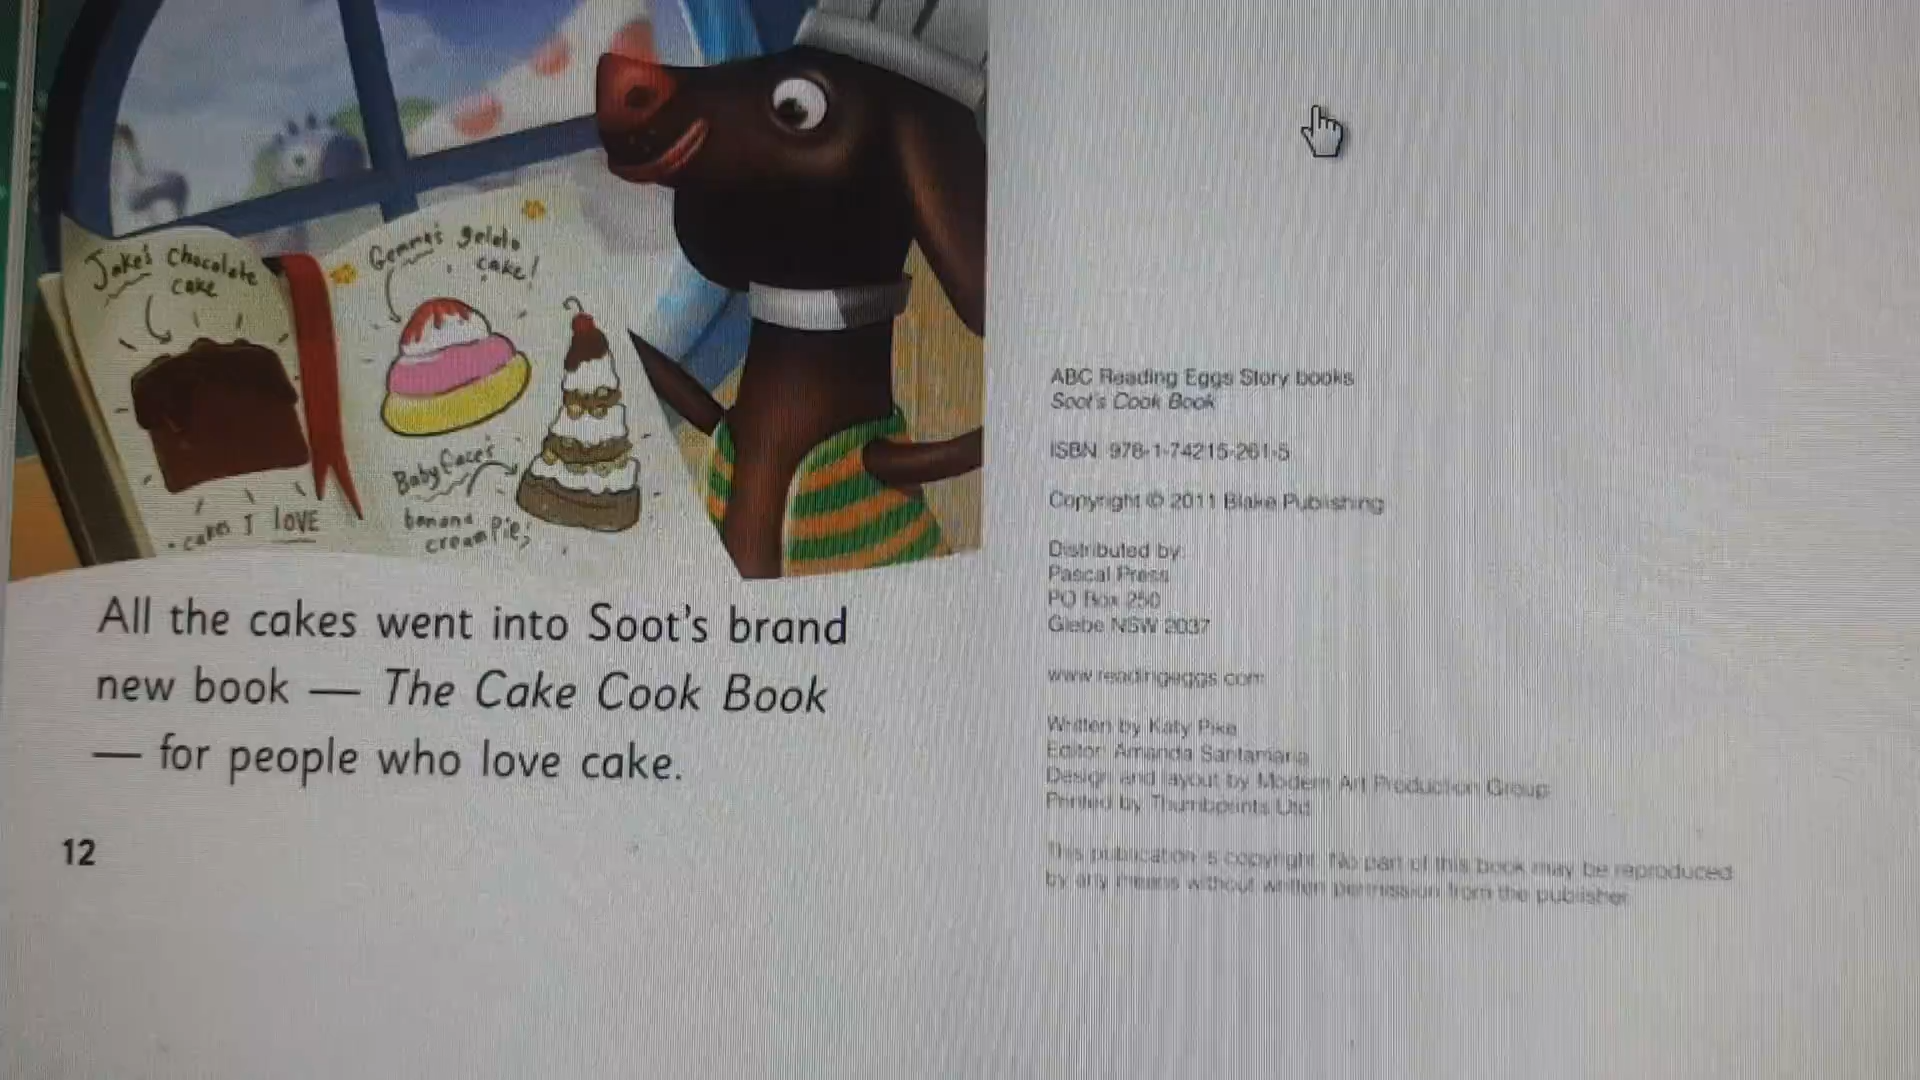 Jake's Chocolate
cake
Gemma's gelato
cake!
Babyface's
banana
cream Pie;
cakes I love
All the cakes went into Soot's brand
new book — The Cake Cook Book
— for people who love cake.
12
ABC Reading Eggs Story books
Soot's Cook Book
ISBN 978-1-74215-261-5
Copyright © 2011 Blake Publishing
Distributed by:
Pascal Press
PO Box 250
Glebe NSW 2037
www.readingeggs.com
Written by Katy Pike
Editor: Amanda Santamaria
Design and layout by Modern Art Production Group
Printed by Thumbprints Ltd
This publication is copyright. No part of this book may be reproduced
by any means without written permission from the publisher.